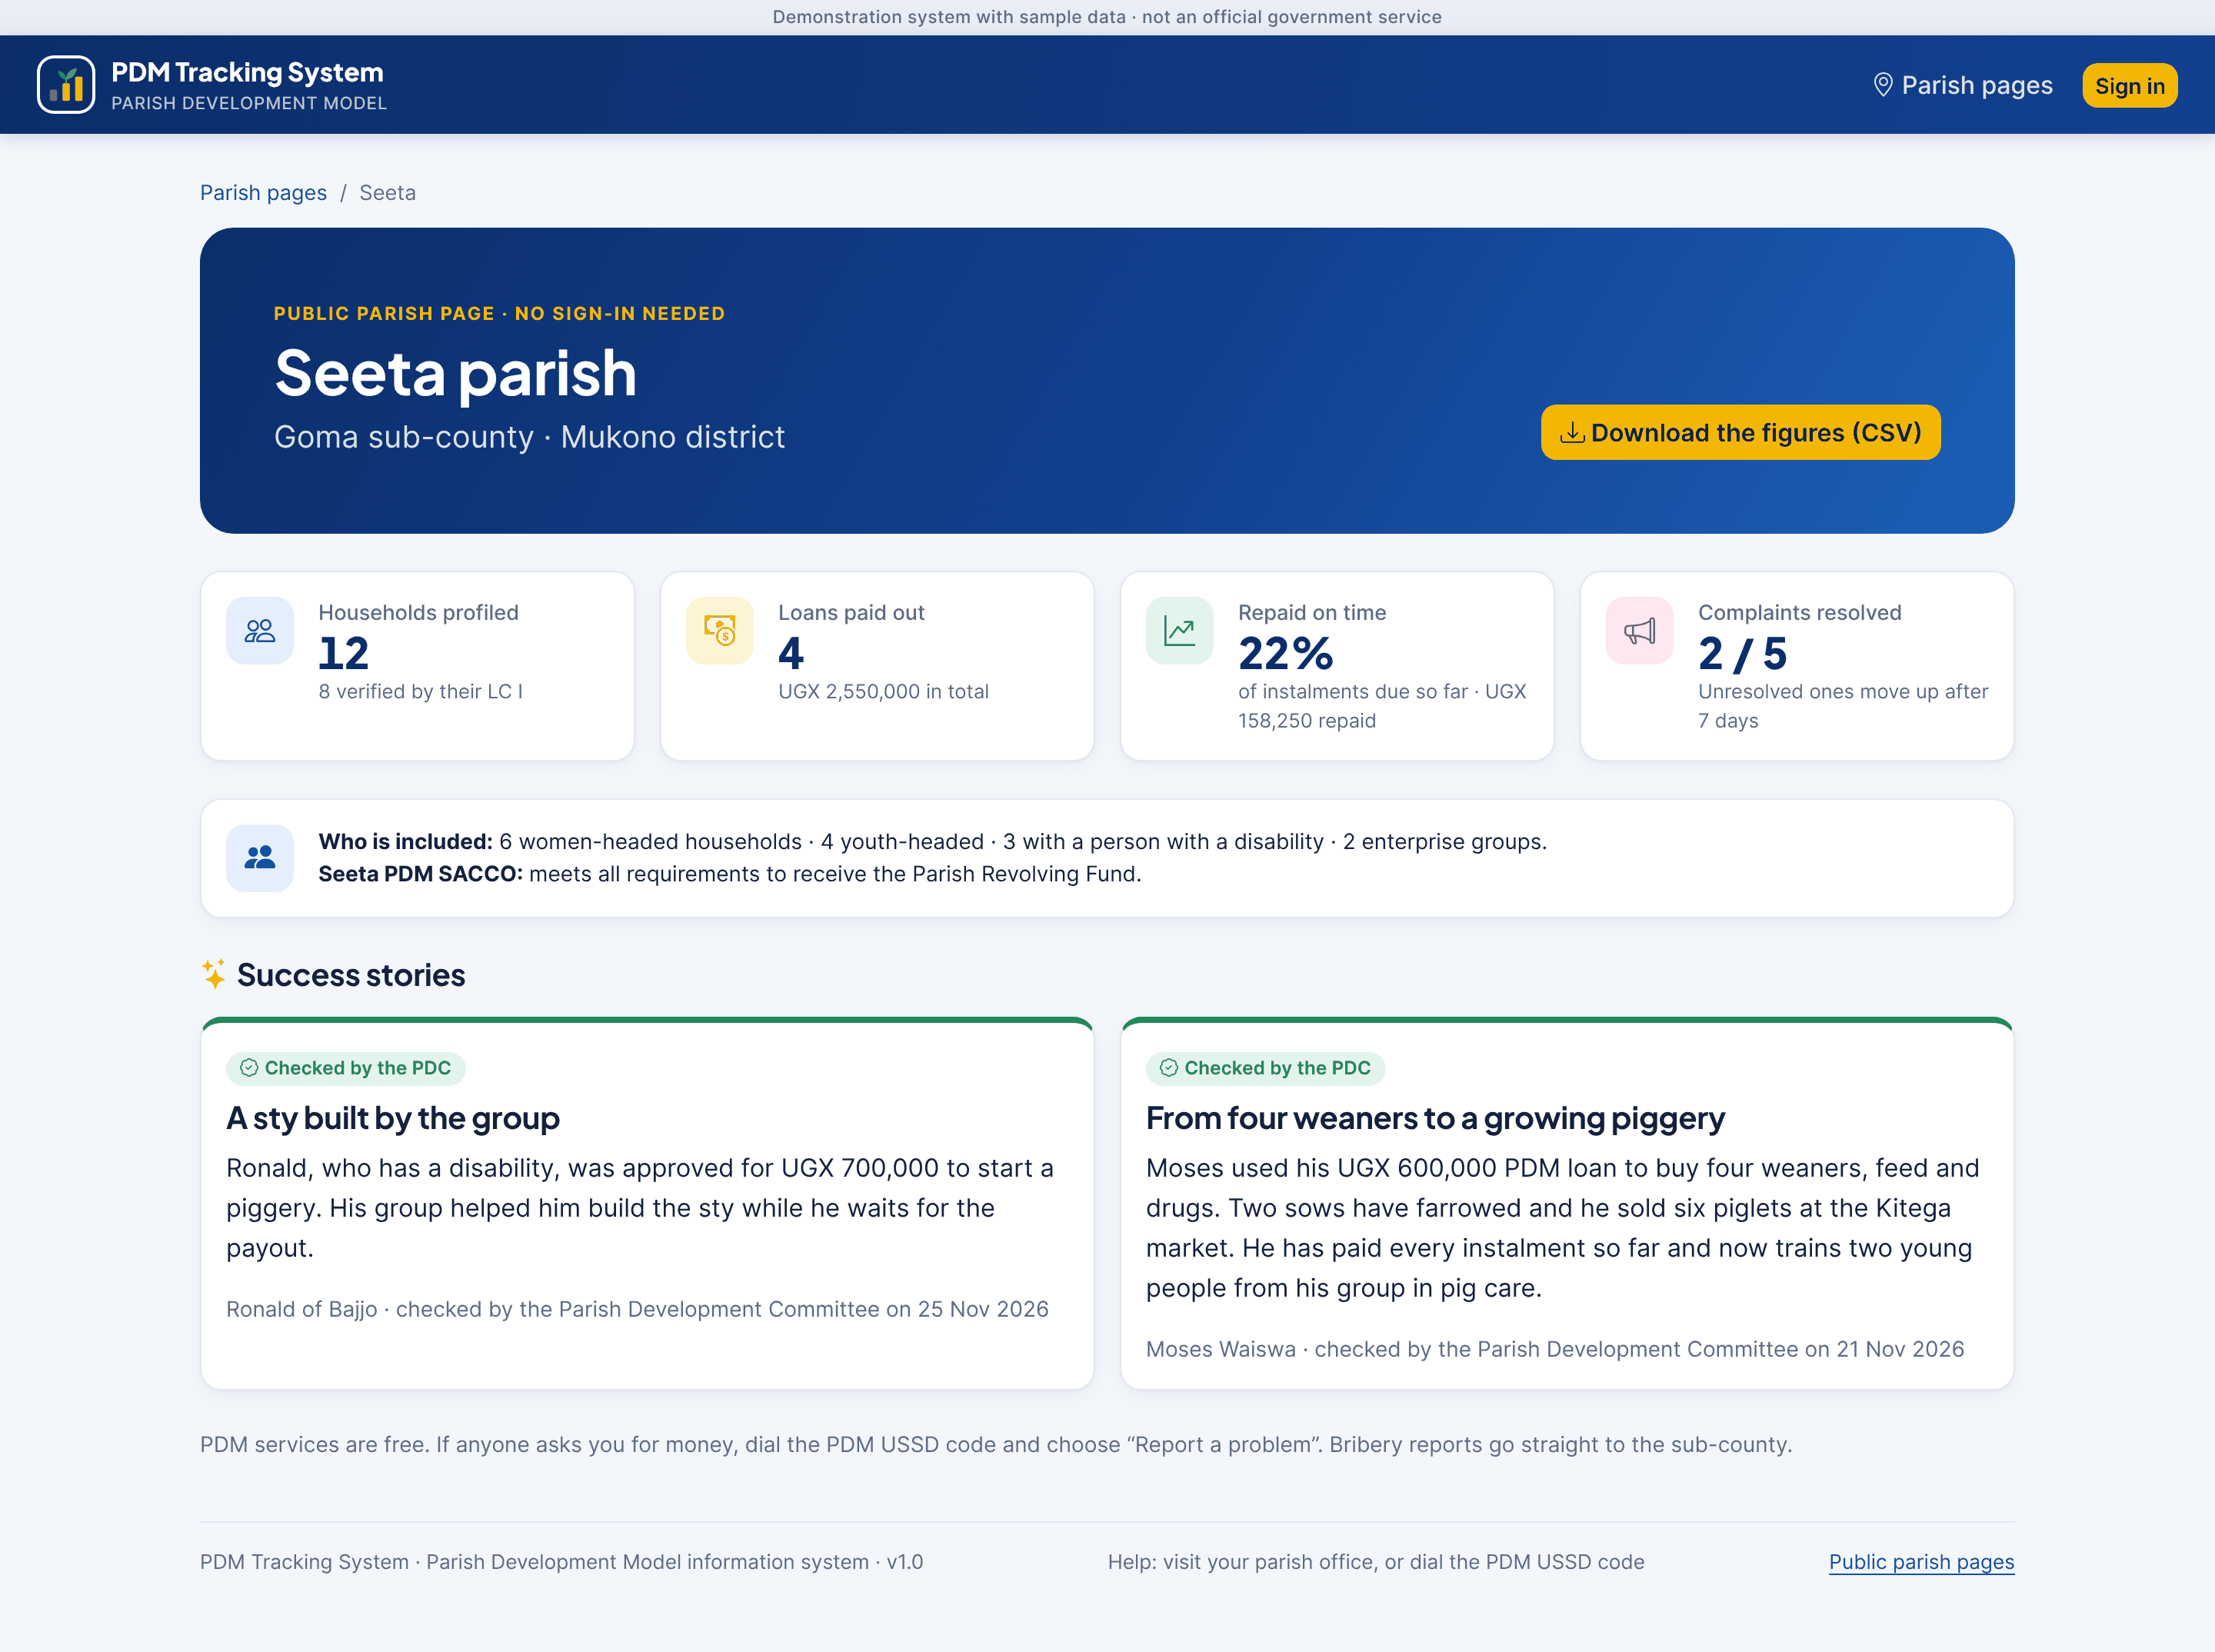 Demonstration system with sample data · not an official government service
PDM Tracking System
PARISH DEVELOPMENT MODEL
Parish pages
Sign in
Parish pages / Seeta
PUBLIC PARISH PAGE · NO SIGN-IN NEEDED
Seeta parish
Goma sub-county · Mukono district
Download the figures (CSV)
Households profiled
12
8 verified by their LC I
Loans paid out
4
UGX 2,550,000 in total
Repaid on time
22%
of instalments due so far · UGX
158,250 repaid
Complaints resolved
2 / 5
Unresolved ones move up after
7 days
Who is included: 6 women-headed households · 4 youth-headed · 3 with a person with a disability · 2 enterprise groups.
Seeta PDM SACCO: meets all requirements to receive the Parish Revolving Fund.
Success stories
Checked by the PDC
A sty built by the group
Ronald, who has a disability, was approved for UGX 700,000 to start a
piggery. His group helped him build the sty while he waits for the
payout.
Ronald of Bajjo · checked by the Parish Development Committee on 25 Nov 2026
Checked by the PDC
From four weaners to a growing piggery
Moses used his UGX 600,000 PDM loan to buy four weaners, feed and
drugs. Two sows have farrowed and he sold six piglets at the Kitega
market. He has paid every instalment so far and now trains two young
people from his group in pig care.
Moses Waiswa · checked by the Parish Development Committee on 21 Nov 2026
PDM services are free. If anyone asks you for money, dial the PDM USSD code and choose “Report a problem”. Bribery reports go straight to the sub-county.
PDM Tracking System · Parish Development Model information system · v1.0
Help: visit your parish office, or dial the PDM USSD code
Public parish pages